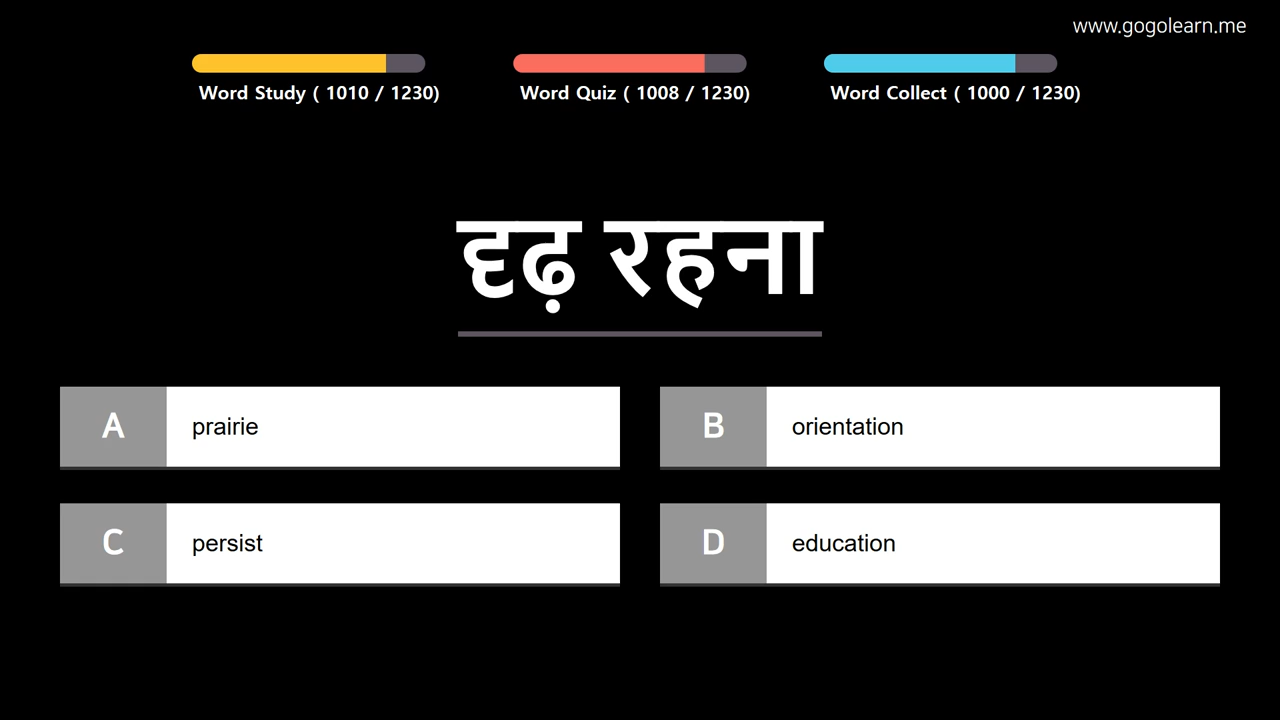 www.gogolearn.me
Word Study ( 1010 / 1230)
Word Quiz ( 1008 / 1230)
Word Collect ( 1000 / 1230)
दृढ़ रहना
A prairie
B orientation
C persist
D education